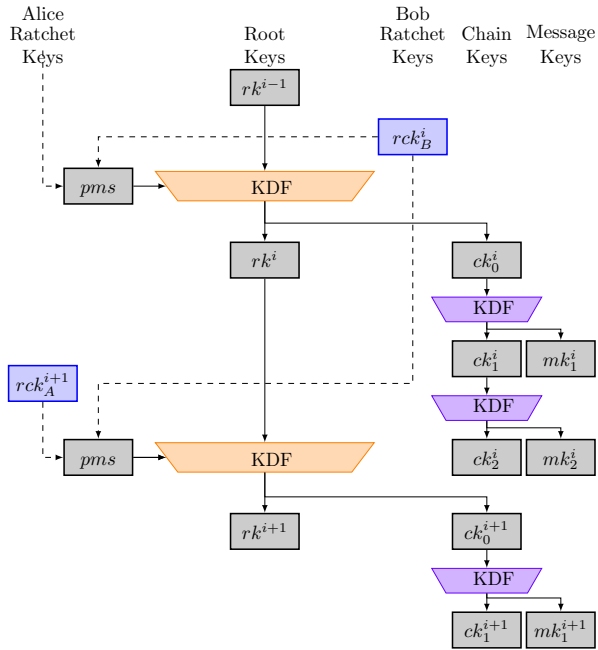 Alice
Ratchet
Keys
Root
Keys
Bob
Ratchet
Keys
Chain
Keys
Message
Keys
rk^{i−1}
rck_B^i
pms
KDF
rk^i
ck_0^i
KDF
ck_1^i
mk_1^i
rck_A^{i+1}
KDF
pms
KDF
ck_2^i
mk_2^i
rk^{i+1}
ck_0^{i+1}
KDF
ck_1^{i+1}
mk_1^{i+1}